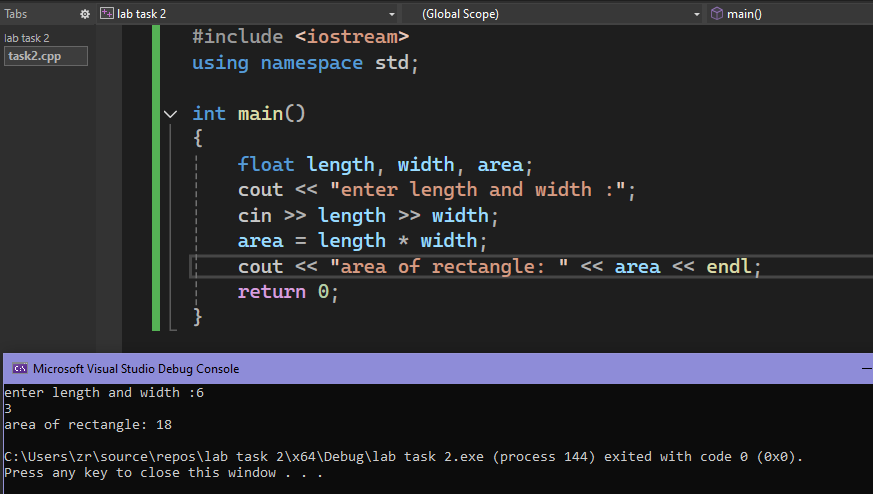 Tabs
lab task 2
(Global Scope)
main()
lab task 2
task2.cpp
#include <iostream>
using namespace std;
int main()
{
float length, width, area;
cout << "enter length and width :";
cin >> length >> width;
area = length * width;
cout << "area of rectangle: " << area << endl;
return 0;
}
Microsoft Visual Studio Debug Console
enter length and width :6
3
area of rectangle: 18
C:\Users\zr\source\repos\lab task 2\x64\Debug\lab task 2.exe (process 144) exited with code 0 (0x0).
Press any key to close this window . . .